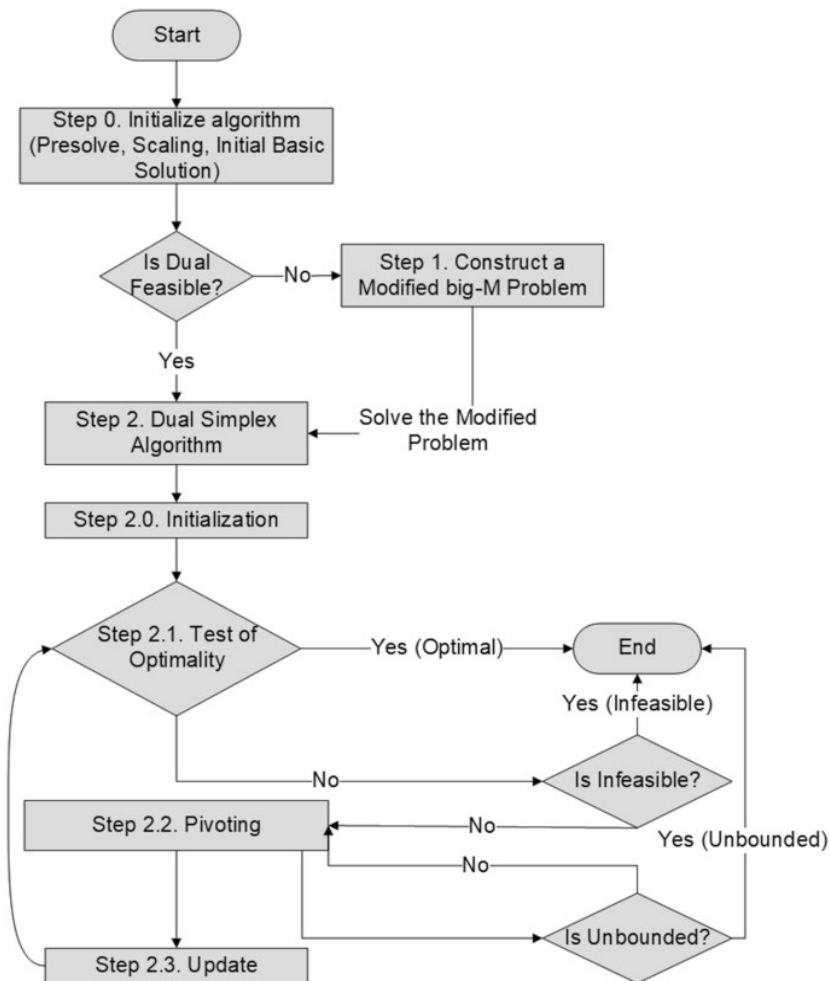 Start
Step 0. Initialize algorithm
(Presolve, Scaling, Initial Basic
Solution)
Is Dual
Feasible?
No
Step 1. Construct a
Modified big-M Problem
Yes
Step 2. Dual Simplex
Algorithm
Solve the Modified
Problem
Step 2.0. Initialization
Step 2.1. Test of
Optimality
Yes (Optimal)
End
Yes (Infeasible)
No
Is Infeasible?
Step 2.2. Pivoting
No
Yes (Unbounded)
No
Is Unbounded?
Step 2.3. Update